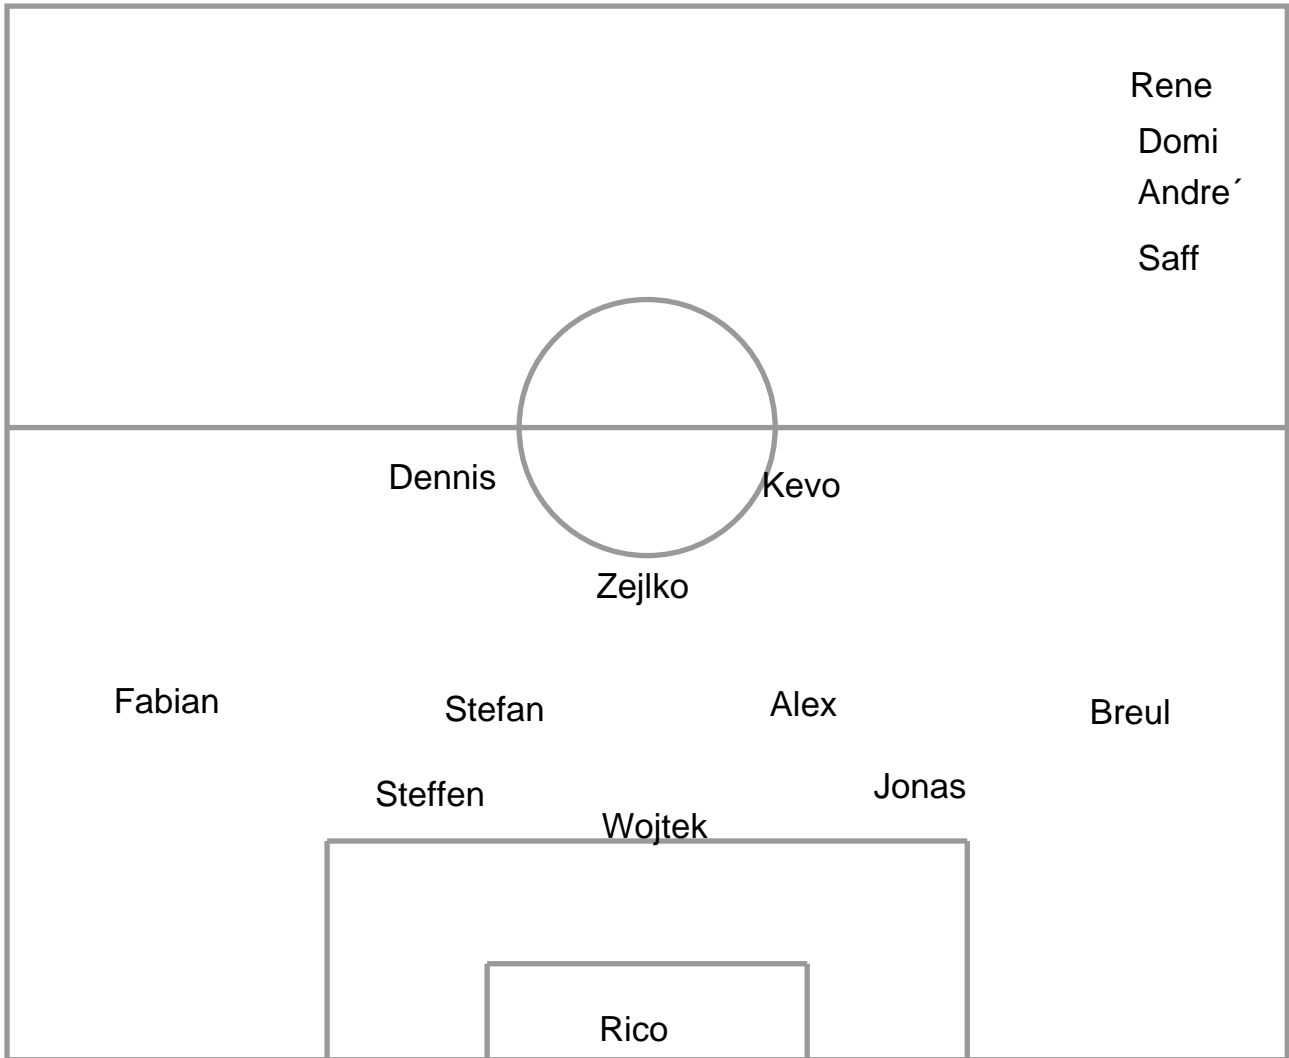 Rene
Domi
Andre´
Saff
Dennis
Kevo
Zejlko
Fabian
Stefan
Alex
Breul
Steffen
Jonas
Wojtek
Rico